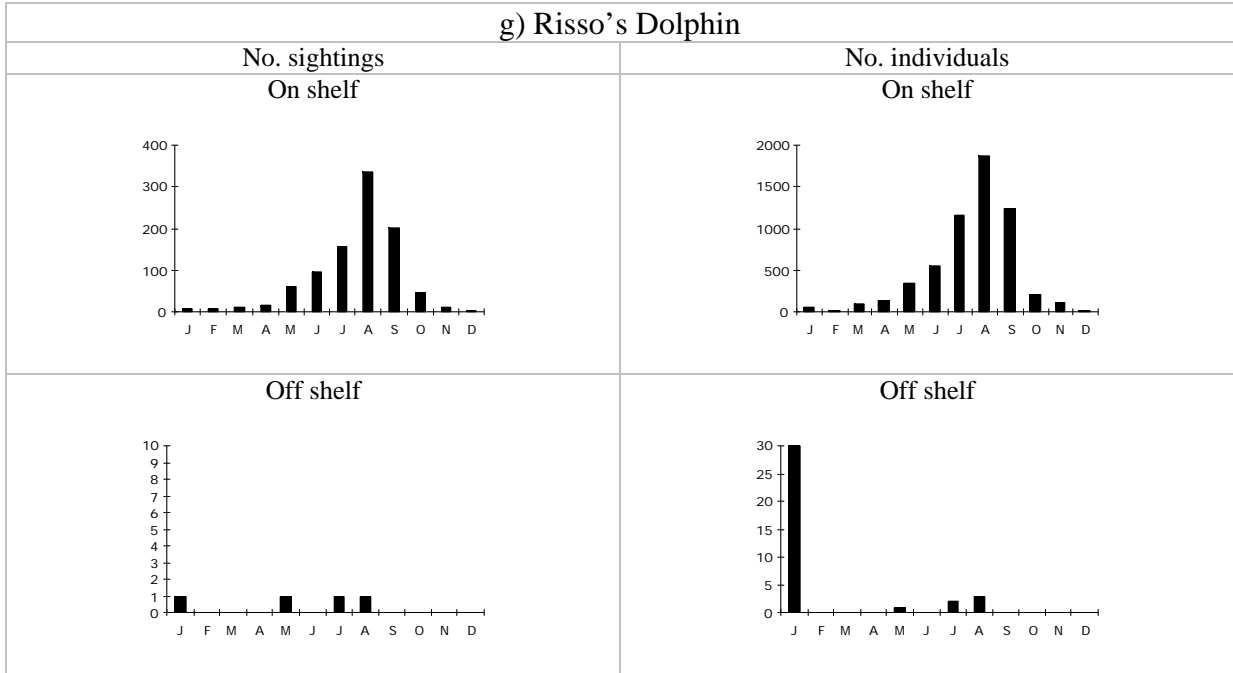 g) Risso's Dolphin
No. sightings
No. individuals
On shelf
400
300
200
100
0
J F M A M J J A S O N D
On shelf
2000
1500
1000
500
0
J F M A M J J A S O N D
Off shelf
10
9
8
7
6
5
4
3
2
1
0
J F M A M J J A S O N D
Off shelf
30
25
20
15
10
5
0
J F M A M J J A S O N D